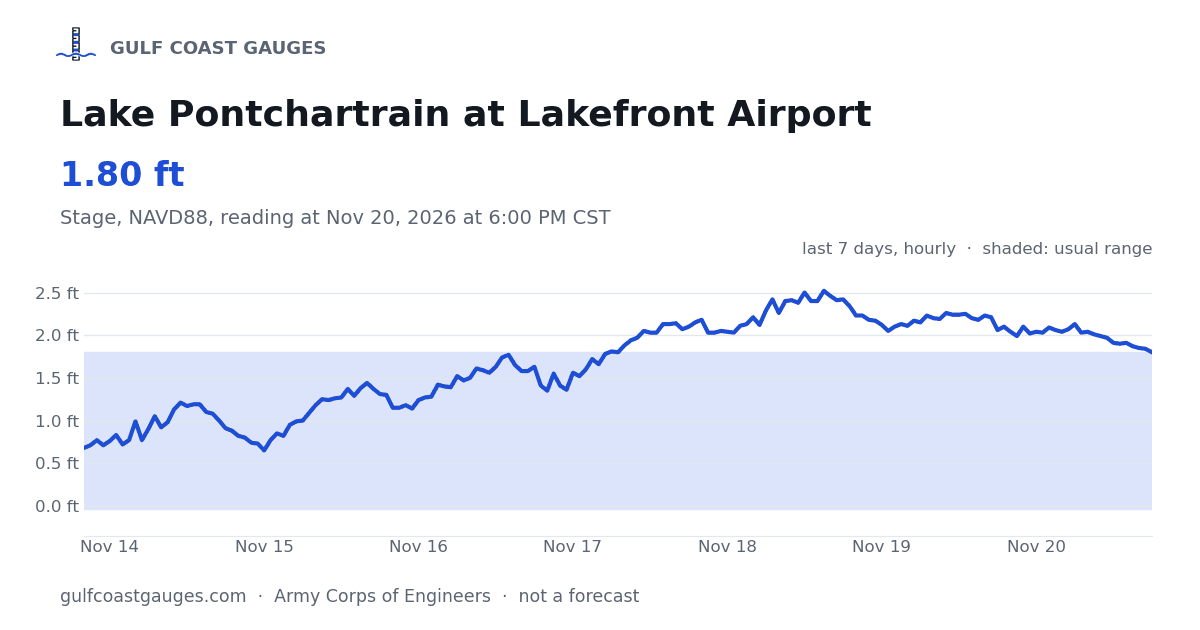 GULF COAST GAUGES
Lake Pontchartrain at Lakefront Airport
1.80 ft
Stage, NAVD88, reading at Nov 20, 2026 at 6:00 PM CST
last 7 days, hourly · shaded: usual range
2.5 ft
2.0 ft
1.5 ft
1.0 ft
0.5 ft
0.0 ft
Nov 14 Nov 15 Nov 16 Nov 17 Nov 18 Nov 19 Nov 20
gulfcoastgauges.com · Army Corps of Engineers · not a forecast